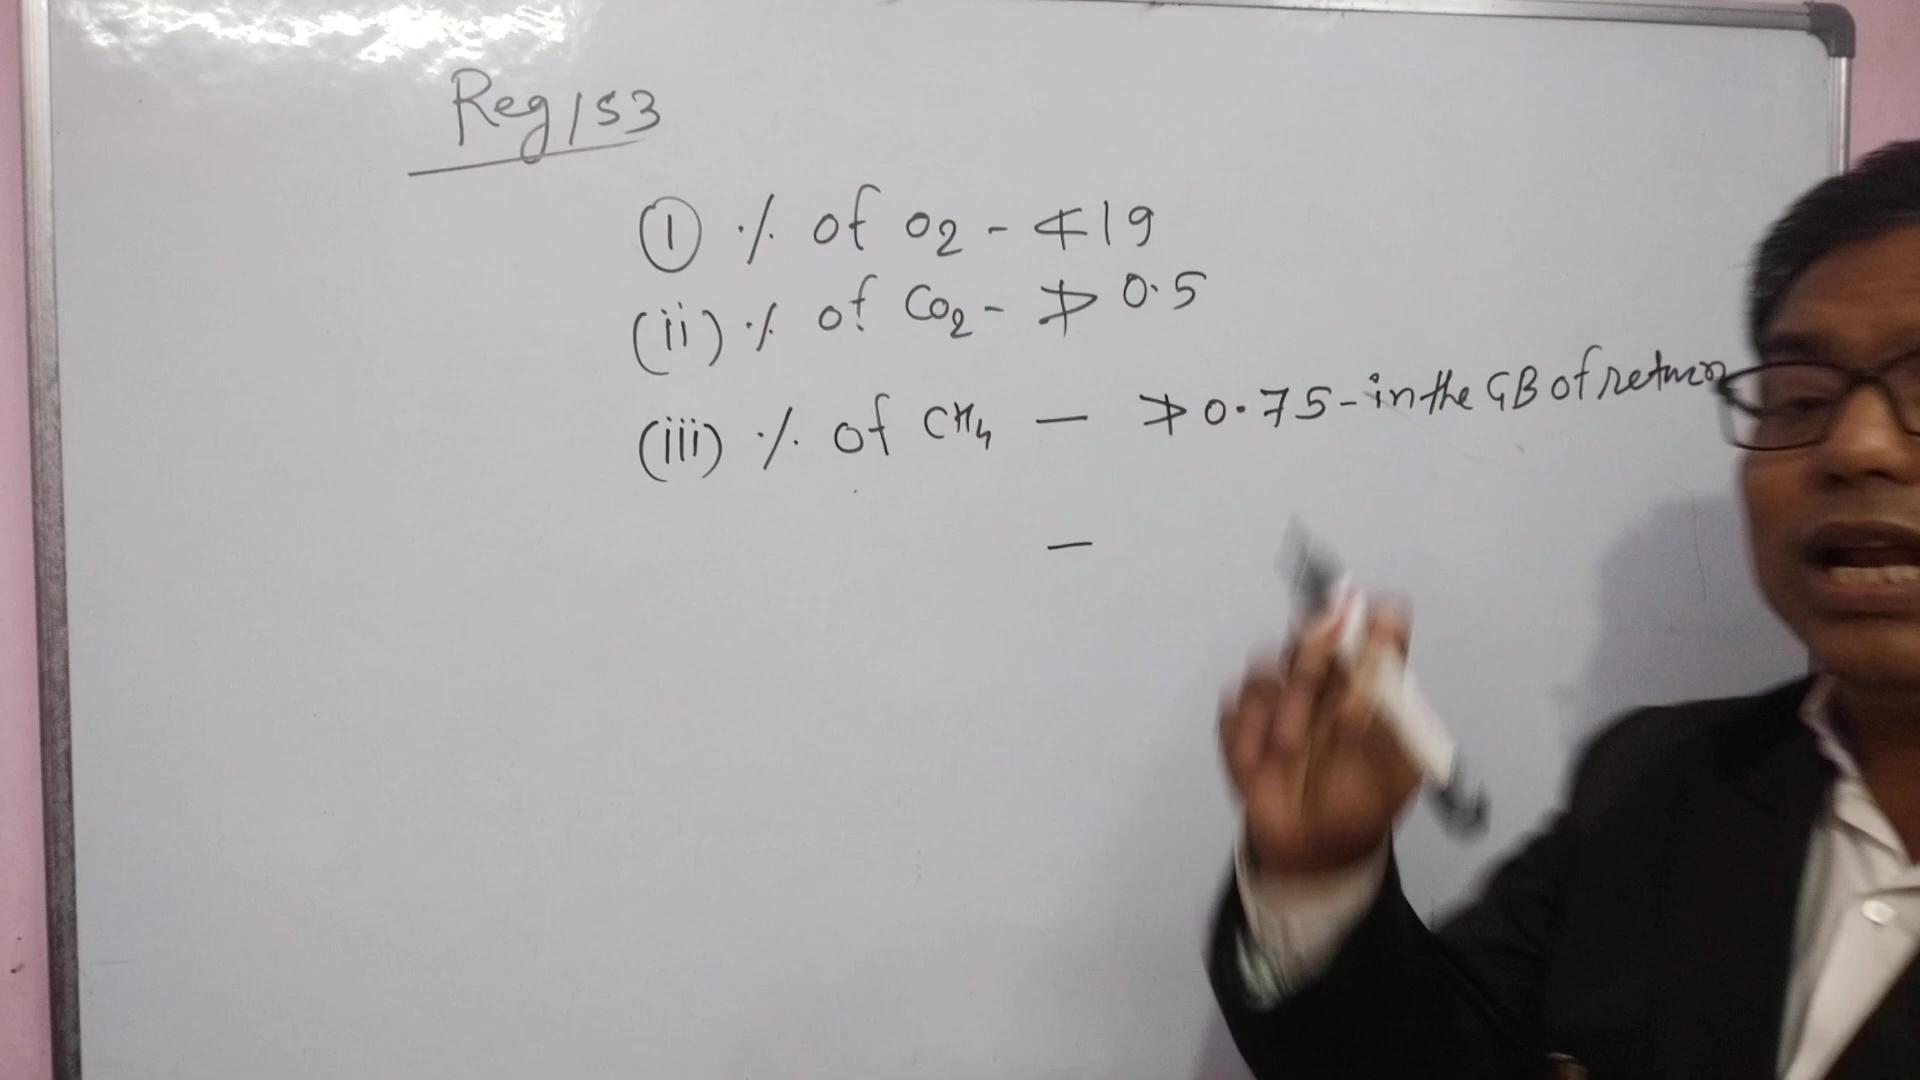 Reg 153
① % of O2 - ≮ 19
(ii) % of CO2 - ≯ 0.5
(iii) % of CH4 — ≯ 0.75 - in the GB of return
—